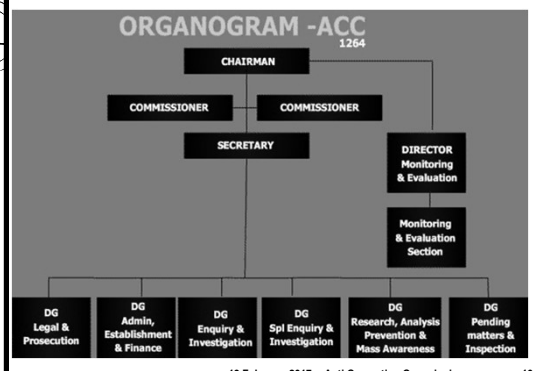 ORGANOGRAM -ACC
1264
CHAIRMAN
COMMISSIONER
COMMISSIONER
SECRETARY
DIRECTOR
Monitoring
& Evaluation
Monitoring
& Evaluation
Section
DG
Legal &
Prosecution
DG
Admin,
Establishment
& Finance
DG
Enquiry &
Investigation
DG
Spl Enquiry &
Investigation
DG
Research, Analysis
Prevention &
Mass Awareness
DG
Pending
matters &
Inspection